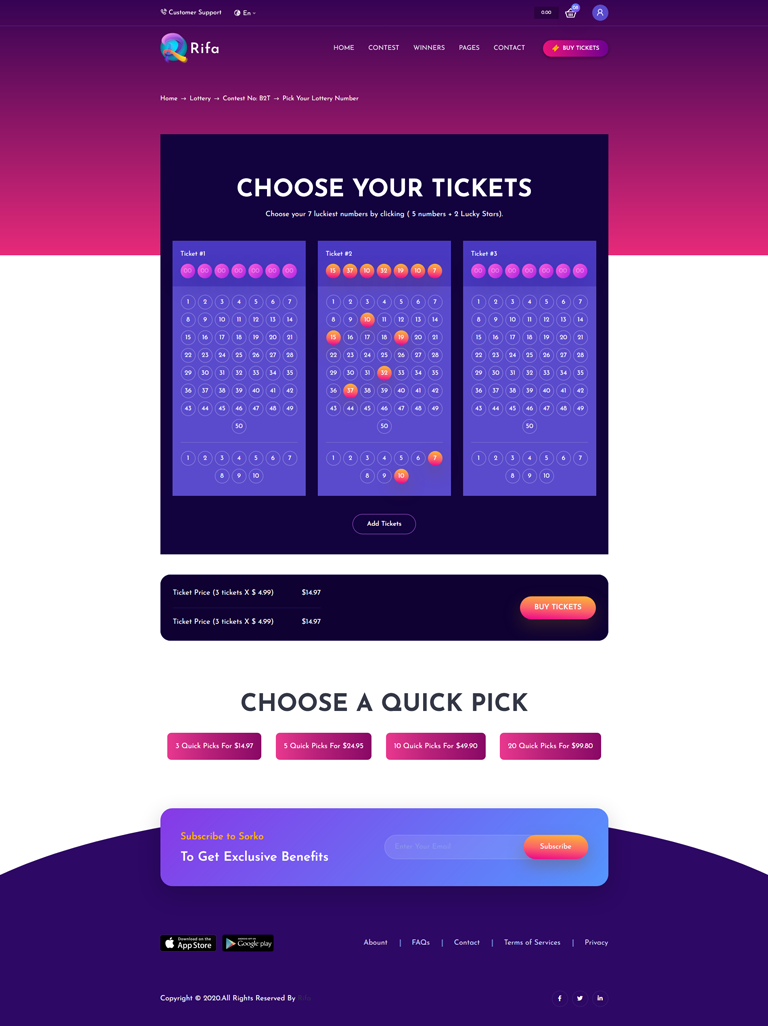 Customer Support En 0.00
Rifa HOME CONTEST WINNERS PAGES CONTACT BUY TICKETS
Home → Lottery → Contest No: B2T → Pick Your Lottery Number
CHOOSE YOUR TICKETS
Choose your 7 luckiest numbers by clicking ( 5 numbers + 2 Lucky Stars).
Ticket #1
00 00 00 00 00 00 00
1 2 3 4 5 6 7
8 9 10 11 12 13 14
15 16 17 18 19 20 21
22 23 24 25 26 27 28
29 30 31 32 33 34 35
36 37 38 39 40 41 42
43 44 45 46 47 48 49
50
1 2 3 4 5 6 7
8 9 10
Ticket #2
15 37 10 32 19 10 7
1 2 3 4 5 6 7
8 9 10 11 12 13 14
15 16 17 18 19 20 21
22 23 24 25 26 27 28
29 30 31 32 33 34 35
36 37 38 39 40 41 42
43 44 45 46 47 48 49
50
1 2 3 4 5 6 7
8 9 10
Ticket #3
00 00 00 00 00 00 00
1 2 3 4 5 6 7
8 9 10 11 12 13 14
15 16 17 18 19 20 21
22 23 24 25 26 27 28
29 30 31 32 33 34 35
36 37 38 39 40 41 42
43 44 45 46 47 48 49
50
1 2 3 4 5 6 7
8 9 10
Add Tickets
Ticket Price (3 tickets X $ 4.99) $14.97
BUY TICKETS
Ticket Price (3 tickets X $ 4.99) $14.97
CHOOSE A QUICK PICK
3 Quick Picks For $14.97 5 Quick Picks For $24.95 10 Quick Picks For $49.90 20 Quick Picks For $99.80
Subscribe to Sorko
To Get Exclusive Benefits
Enter Your Email Subscribe
Download on the
App Store
Google play
Abount | FAQs | Contact | Terms of Services | Privacy
Copyright © 2020.All Rights Reserved By Rifa